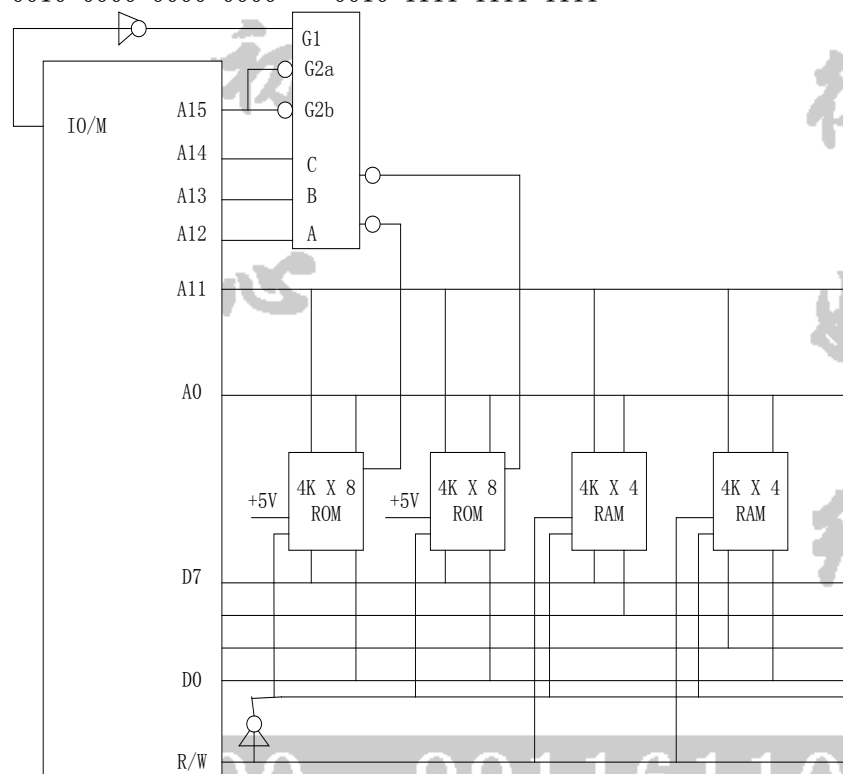 G1
G2a
A15
G2b
IO/M
A14
C
A13
B
A12
A
A11
A0
4K X 8
ROM
4K X 8
ROM
4K X 4
RAM
4K X 4
RAM
+5V
+5V
D7
D0
R/W
心